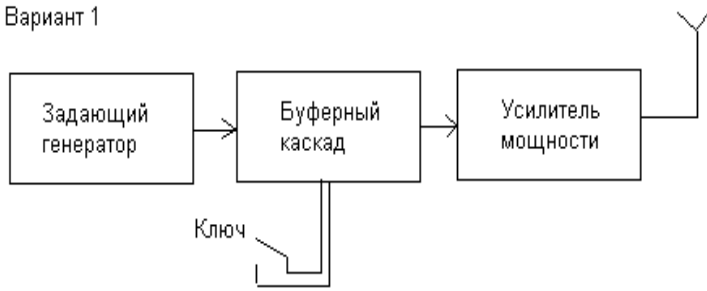 Вариант 1
Задающий
генератор
Буферный
каскад
Усилитель
мощности
Ключ